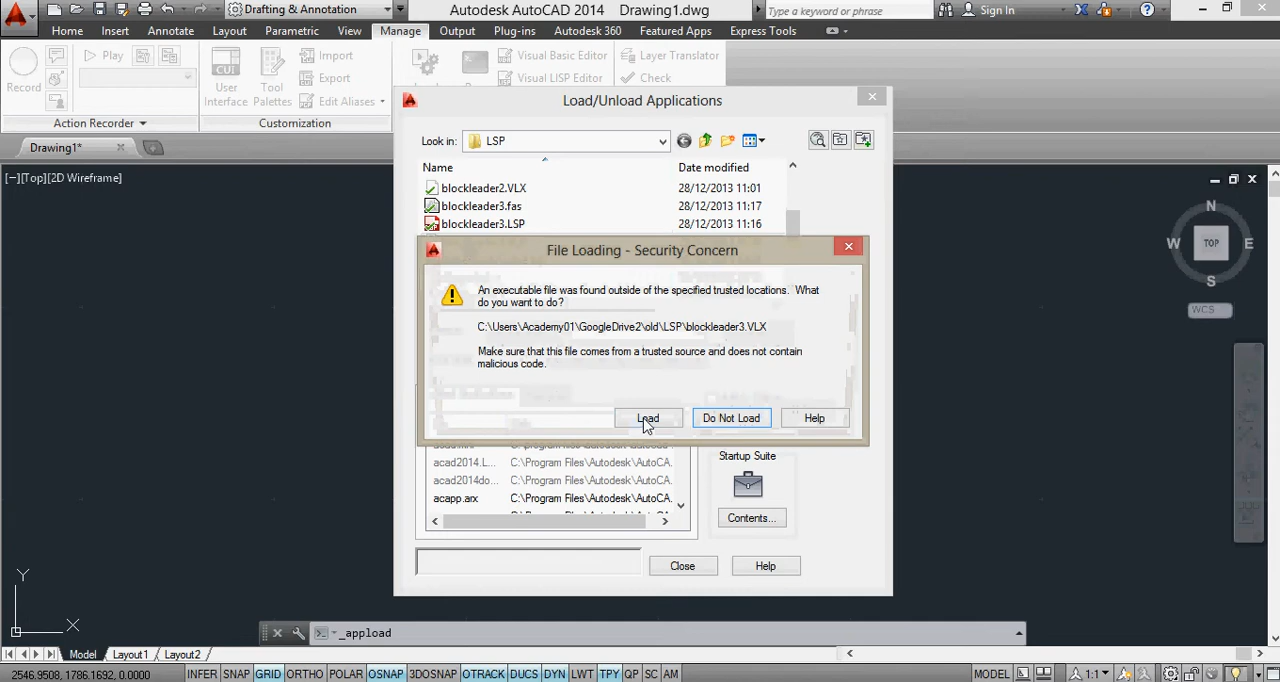 Drafting & Annotation
Autodesk AutoCAD 2014 Drawing1.dwg
Type a keyword or phrase
Sign In
Home Insert Annotate Layout Parametric View Manage Output Plug-ins Autodesk 360 Featured Apps Express Tools
Record
Play
User
Interface
Tool
Palettes
Import
Export
Edit Aliases
Visual Basic Editor
Visual LISP Editor
Layer Translator
Check
Action Recorder
Customization
Drawing1*
[−][Top][2D Wireframe]
Load/Unload Applications
Look in: LSP
Name Date modified
blockleader2.VLX 28/12/2013 11:01
blockleader3.fas 28/12/2013 11:17
blockleader3.LSP 28/12/2013 11:16
File Loading - Security Concern
An executable file was found outside of the specified trusted locations. What
do you want to do?
C:\Users\Academy01\GoogleDrive2\old\LSP\blockleader3.VLX
Make sure that this file comes from a trusted source and does not contain
malicious code.
Load Do Not Load Help
acad2014.L... C:\Program Files\Autodesk\AutoCA.
acad2014do... C:\Program Files\Autodesk\AutoCA.
acapp.arx C:\Program Files\Autodesk\AutoCA.
Startup Suite
Contents...
Close Help
N
W TOP E
S
WCS
Y
X
_appload
Model Layout1 Layout2
2546.9508, 1786.1692, 0.0000 INFER SNAP GRID ORTHO POLAR OSNAP 3DOSNAP OTRACK DUCS DYN LWT TPY QP SC AM MODEL 1:1